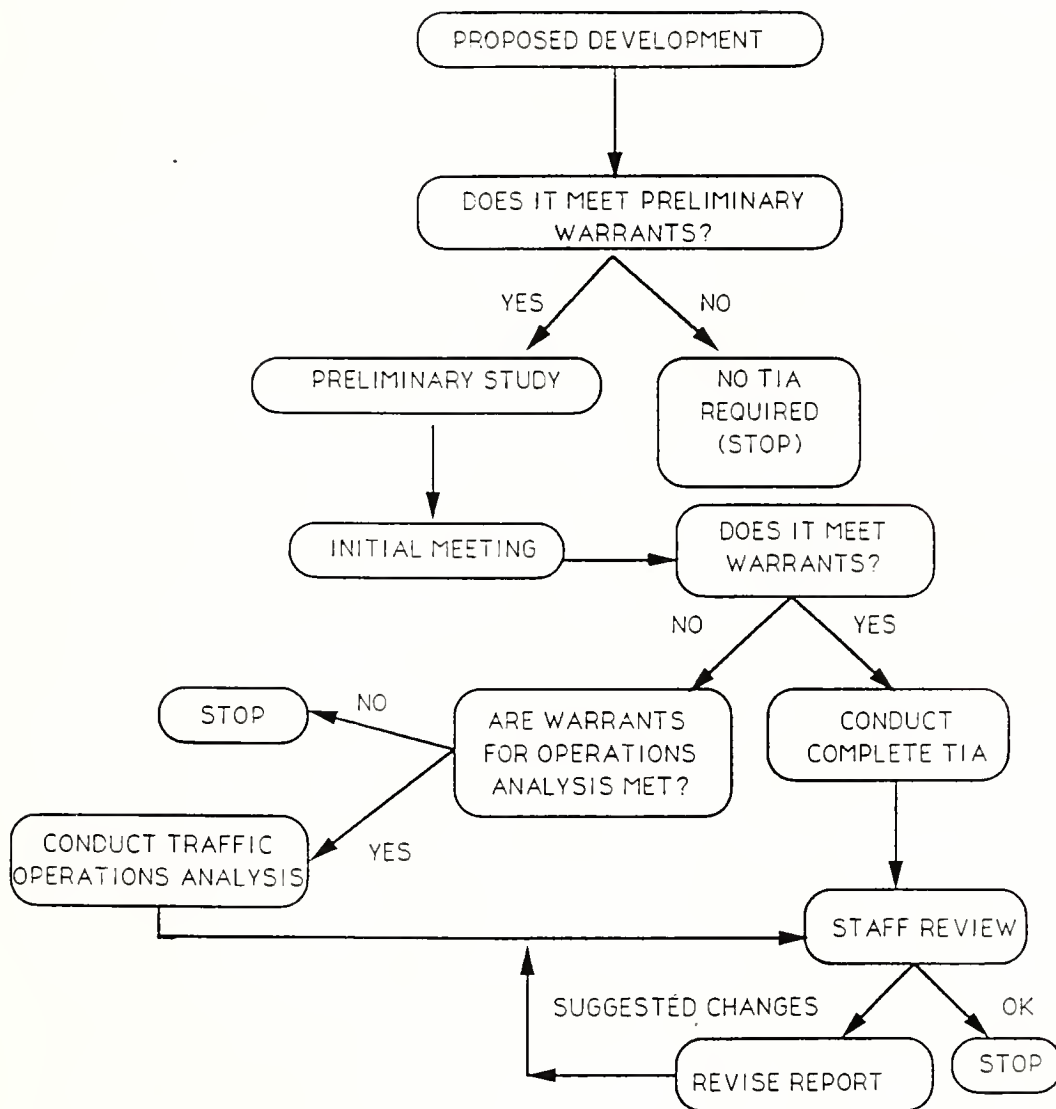 PROPOSED DEVELOPMENT
DOES IT MEET PRELIMINARY
WARRANTS?
YES
NO
PRELIMINARY STUDY
NO TIA
REQUIRED
(STOP)
INITIAL MEETING
DOES IT MEET
WARRANTS?
NO
YES
STOP
NO
ARE WARRANTS
FOR OPERATIONS
ANALYSIS MET?
CONDUCT
COMPLETE TIA
CONDUCT TRAFFIC
OPERATIONS ANALYSIS
YES
STAFF REVIEW
SUGGESTED CHANGES
OK
REVISE REPORT
STOP